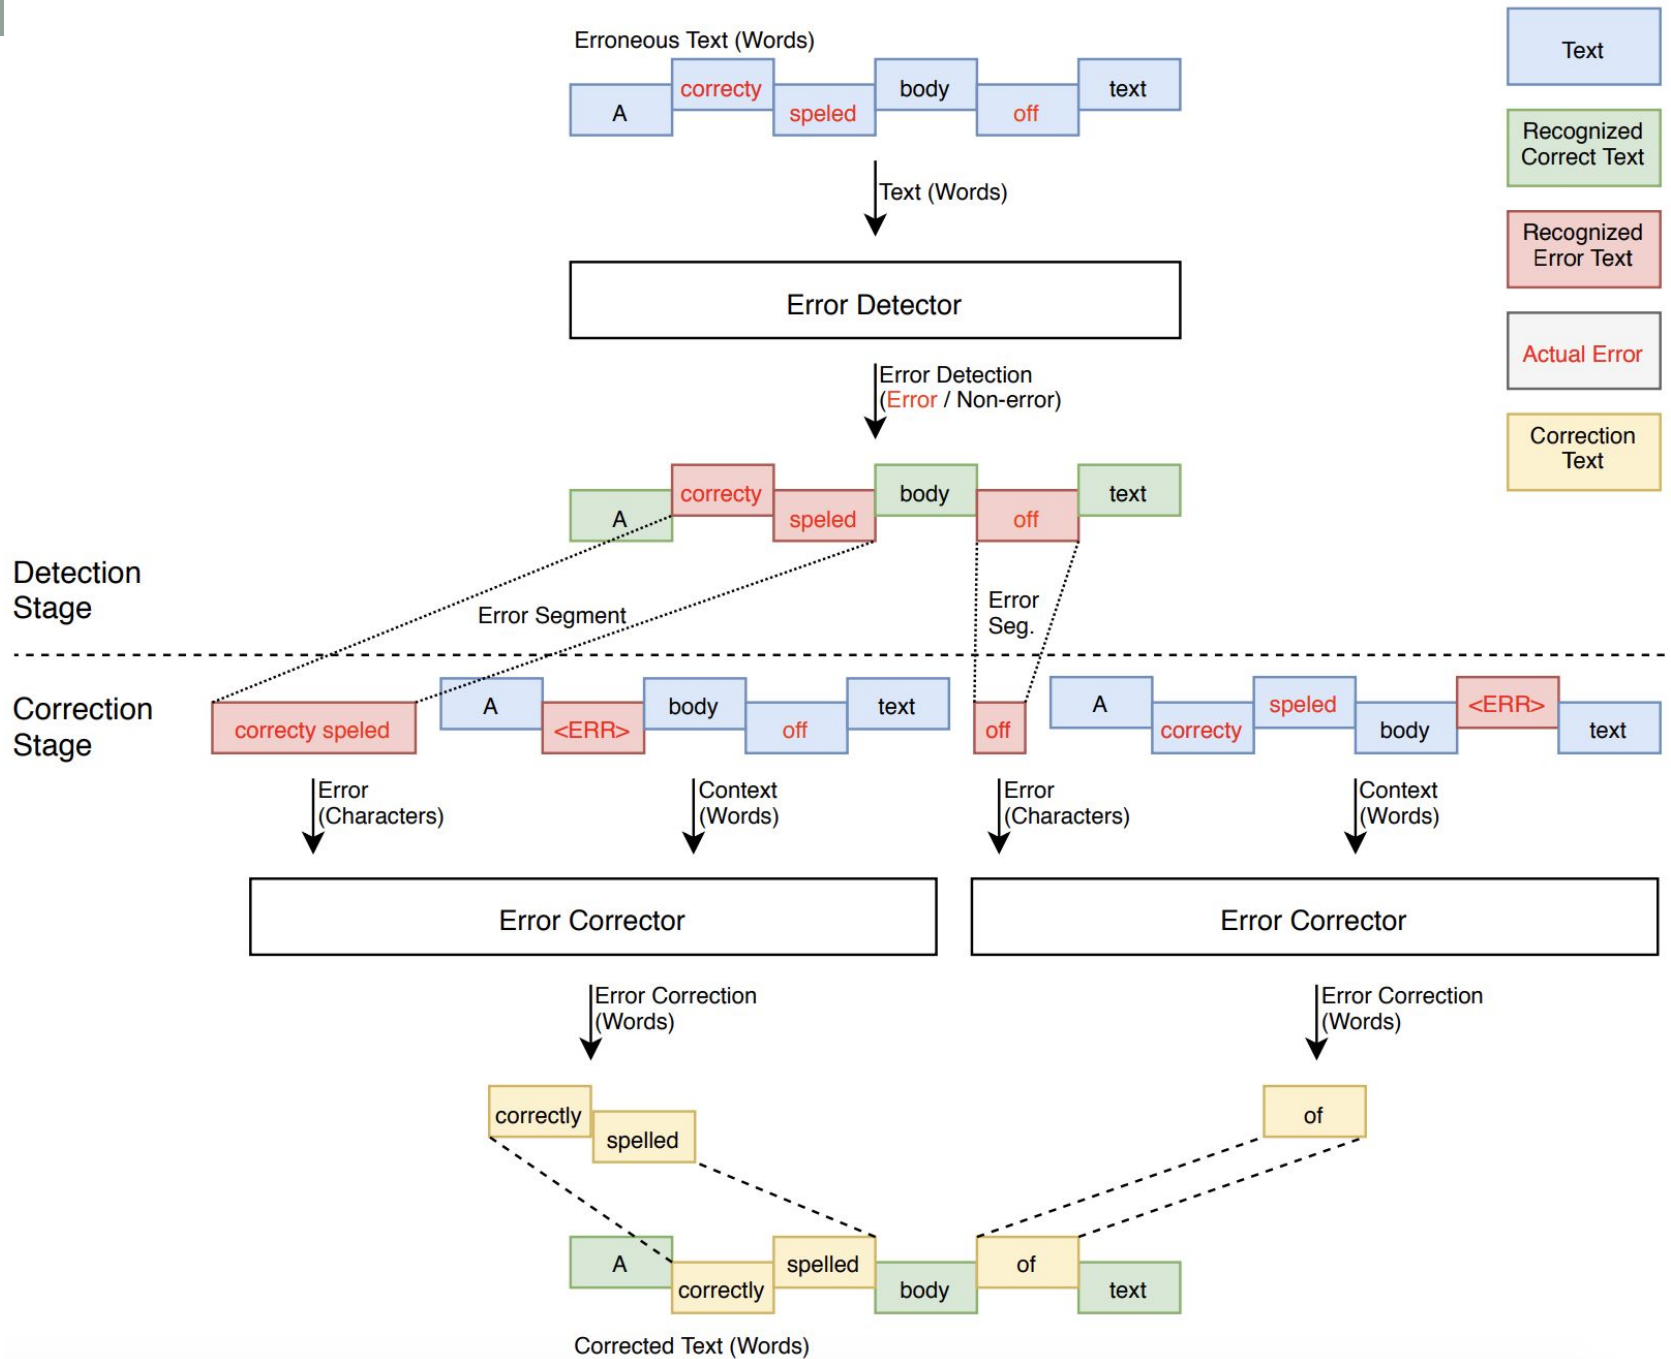 Erroneous Text (Words)
A correcty speled body off text
Text (Words)
Error Detector
Error Detection
(Error / Non-error)
A correcty speled body off text
Text
Recognized
Correct Text
Recognized
Error Text
Actual Error
Correction
Text
Detection
Stage
Error Segment
Error
Seg.
Correction
Stage
correcty speled
A <ERR> body off text
off
A correcty speled body <ERR> text
Error
(Characters)
Context
(Words)
Error
(Characters)
Context
(Words)
Error Corrector
Error Corrector
Error Correction
(Words)
Error Correction
(Words)
correctly spelled
of
A correctly spelled body of text
Corrected Text (Words)